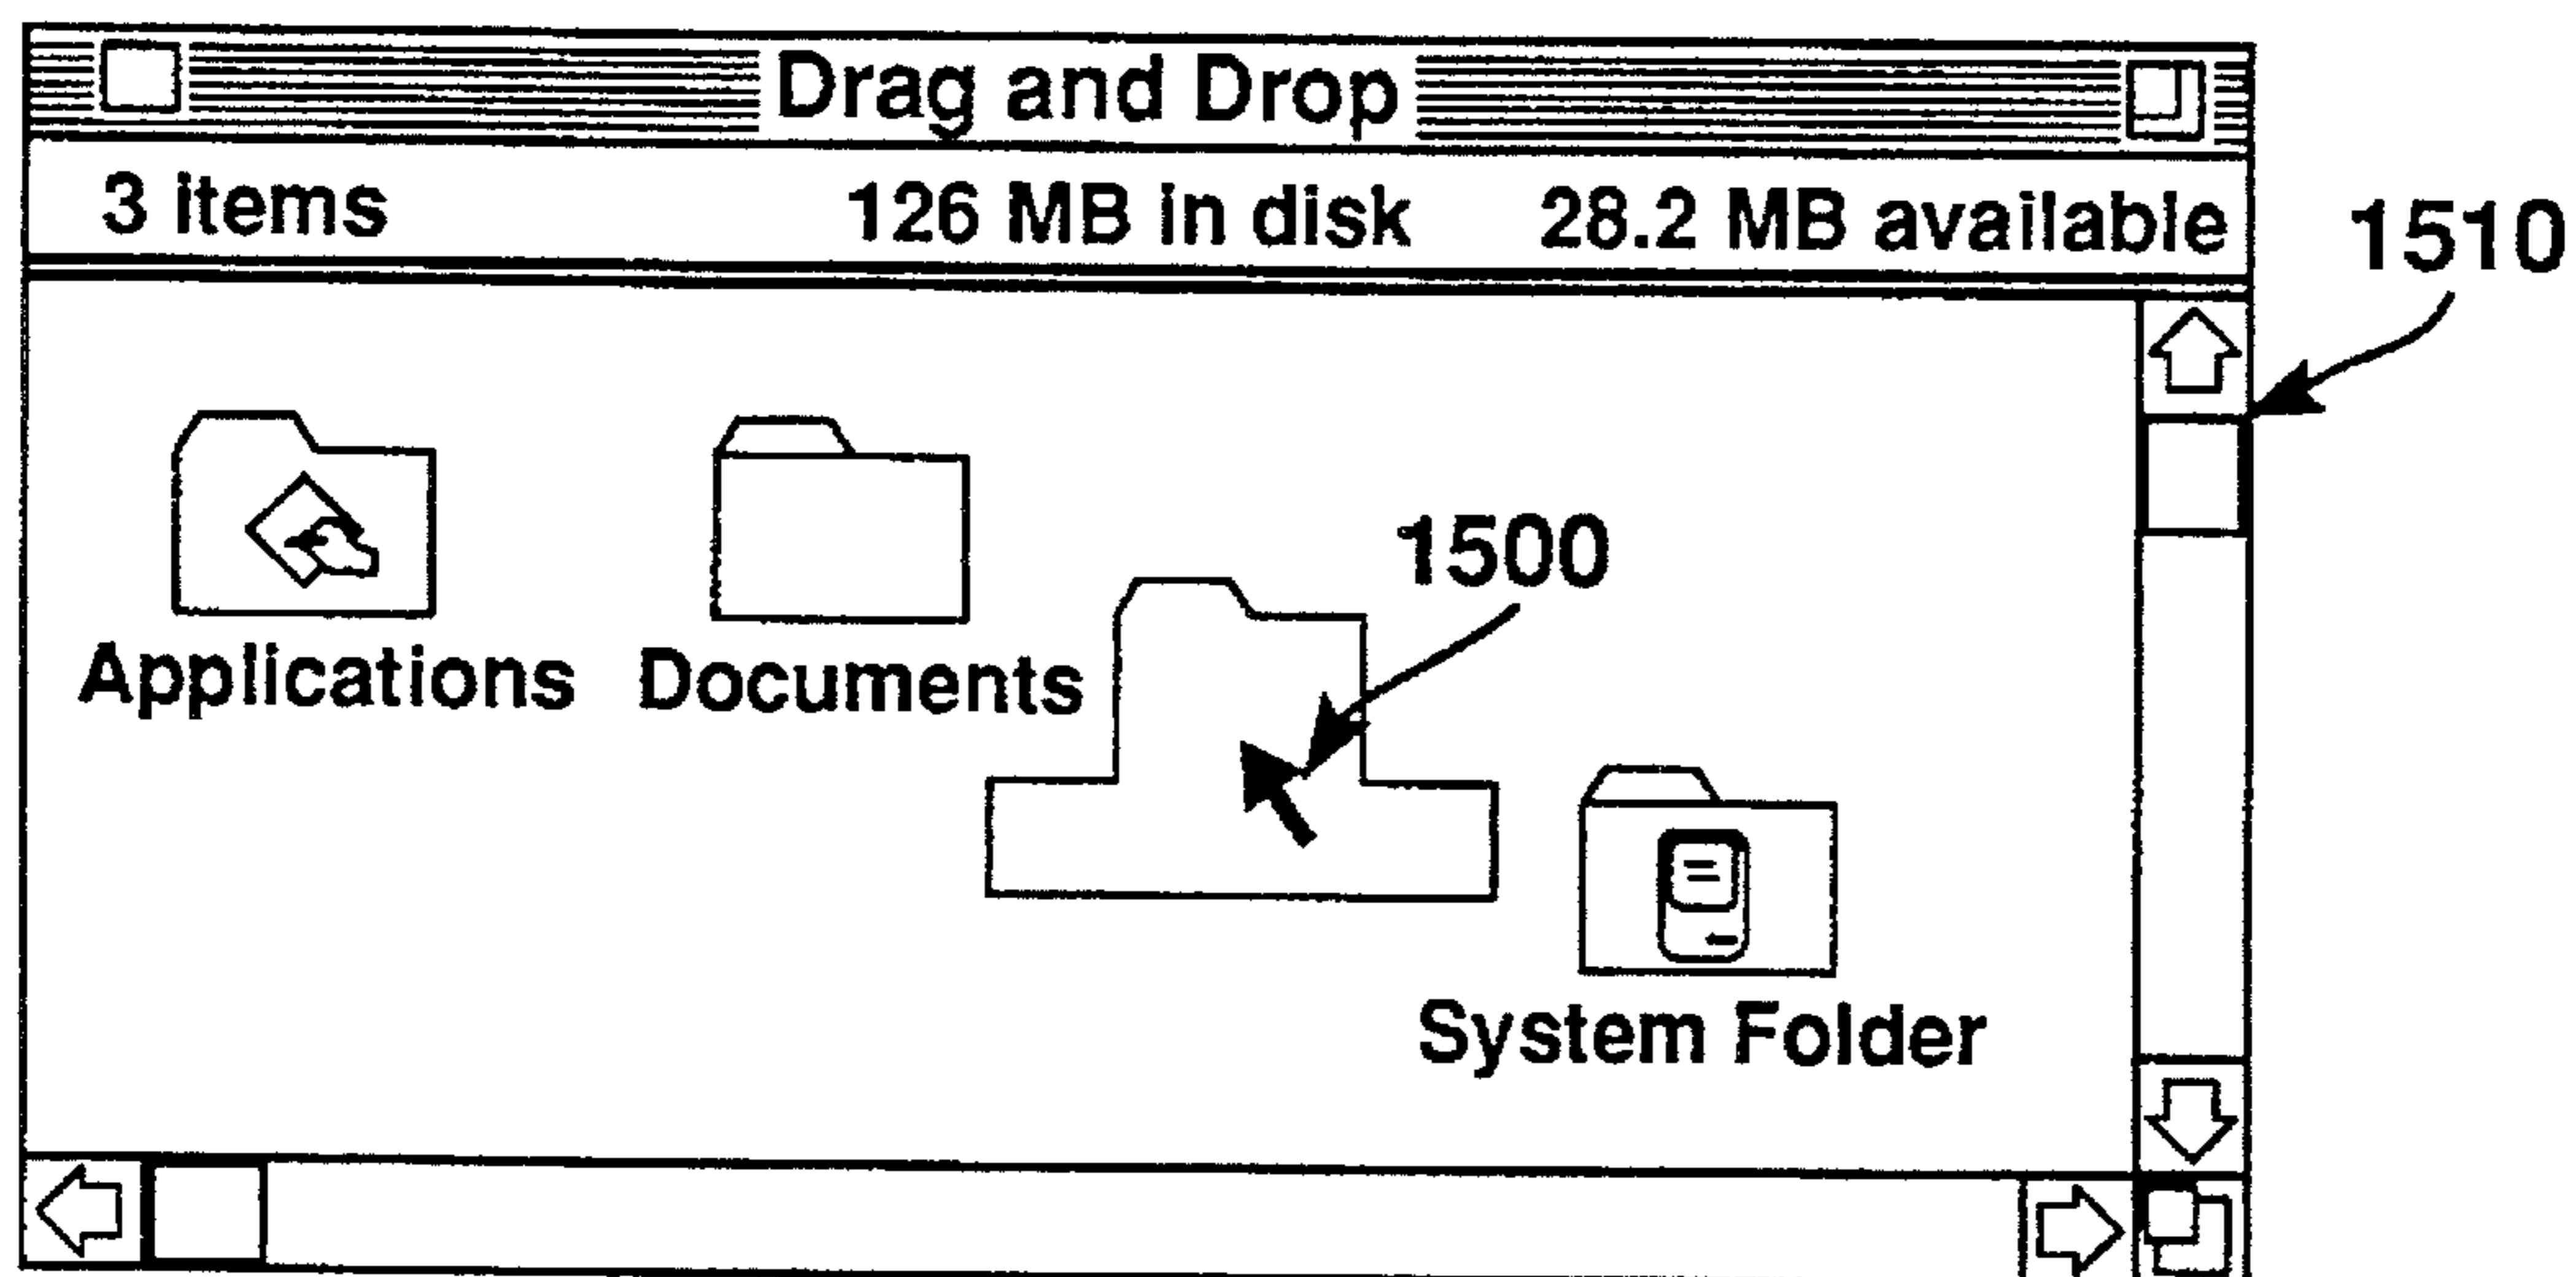 Drag and Drop
3 items 126 MB in disk 28.2 MB available
1510
1500
Applications Documents
System Folder